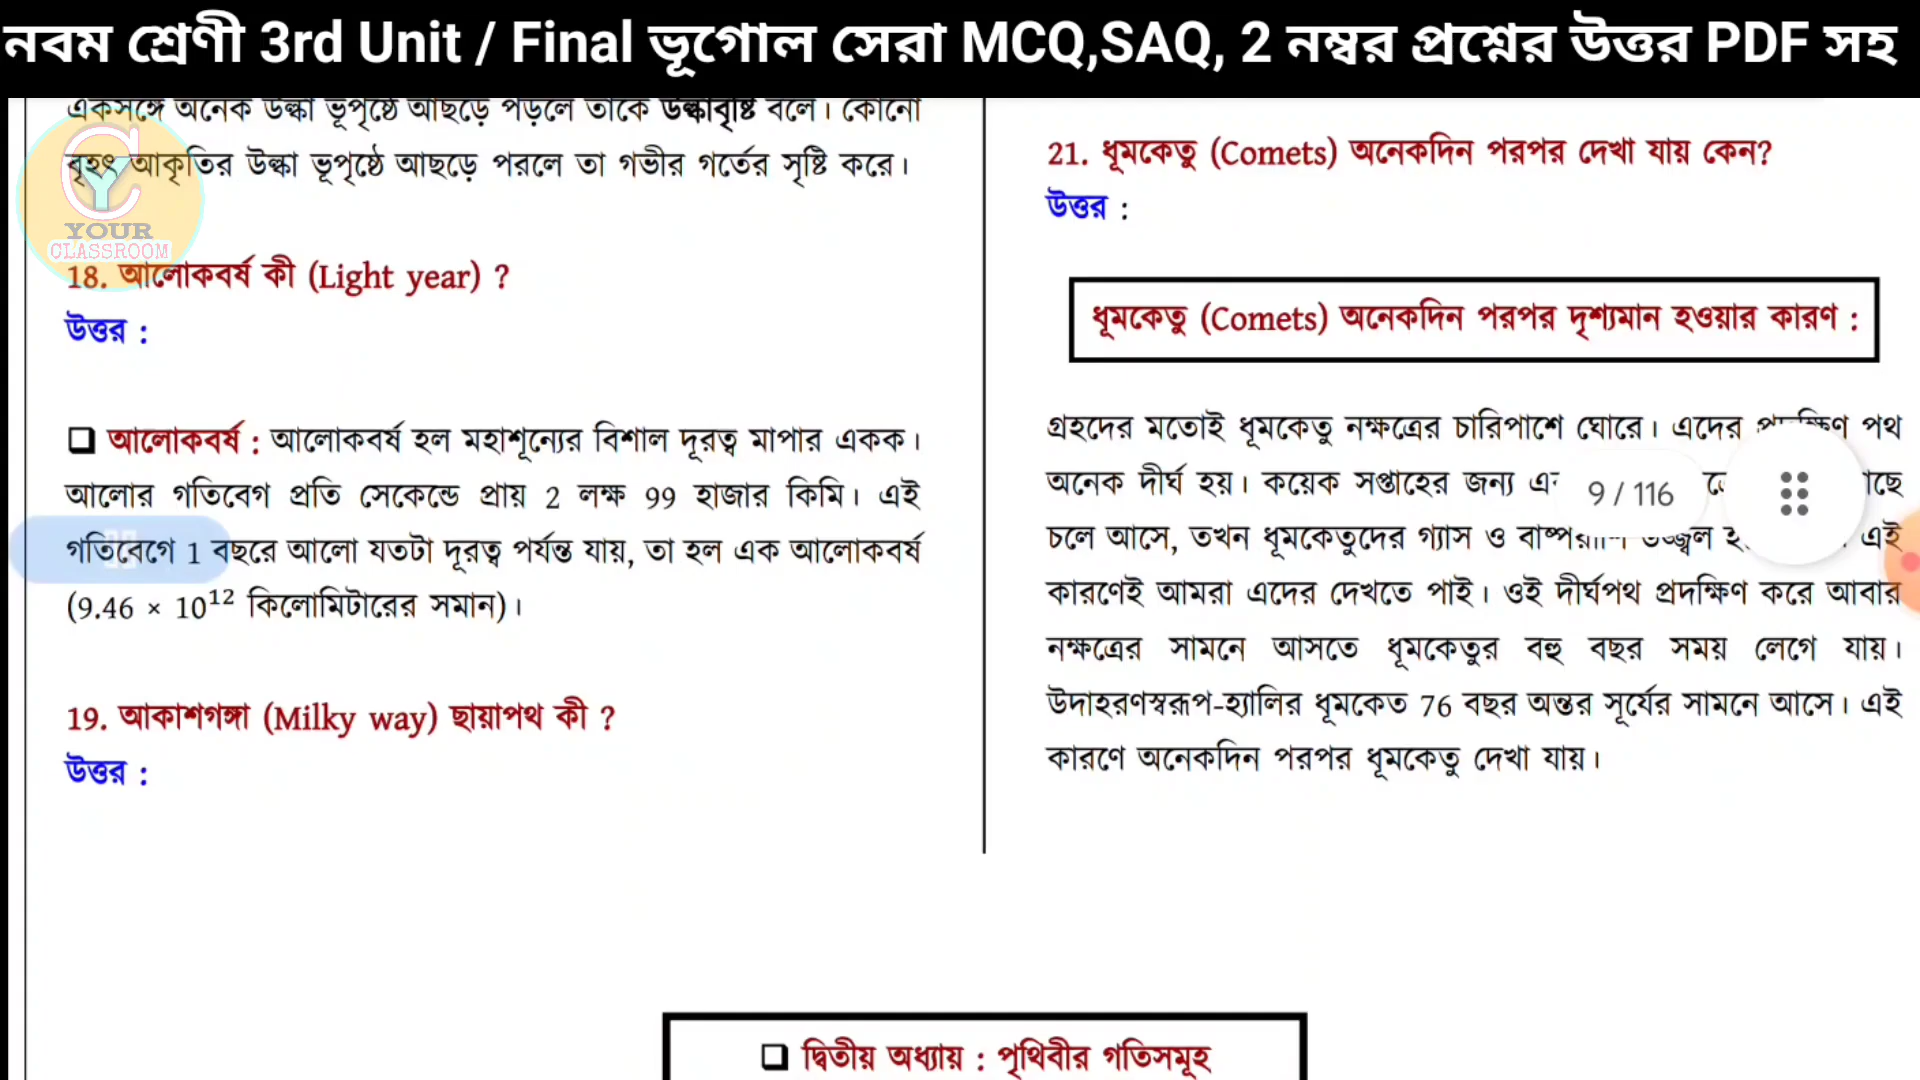 নবম শ্রেণী 3rd Unit / Final ভূগোল সেরা MCQ,SAQ, 2 নম্বর প্রশ্নের উত্তর PDF সহ
একসঙ্গে অনেক উল্কা ভূপৃষ্ঠে আছড়ে পড়লে তাকে উল্কাবৃষ্টি বলে। কোনো
বৃহৎ আকৃতির উল্কা ভূপৃষ্ঠে আছড়ে পরলে তা গভীর গর্তের সৃষ্টি করে।
YOUR
CLASSROOM
18. আলোকবর্ষ কী (Light year) ?
উত্তর :
❑ আলোকবর্ষ : আলোকবর্ষ হল মহাশূন্যের বিশাল দূরত্ব মাপার একক।
আলোর গতিবেগ প্রতি সেকেন্ডে প্রায় 2 লক্ষ 99 হাজার কিমি। এই
গতিবেগে 1 বছরে আলো যতটা দূরত্ব পর্যন্ত যায়, তা হল এক আলোকবর্ষ
(9.46 × 10¹² কিলোমিটারের সমান)।
19. আকাশগঙ্গা (Milky way) ছায়াপথ কী ?
উত্তর :
21. ধূমকেতু (Comets) অনেকদিন পরপর দেখা যায় কেন?
উত্তর :
ধূমকেতু (Comets) অনেকদিন পরপর দৃশ্যমান হওয়ার কারণ :
গ্রহদের মতোই ধূমকেতু নক্ষত্রের চারিপাশে ঘোরে। এদের পথ
অনেক দীর্ঘ হয়। কয়েক সপ্তাহের জন্য
চলে আসে, তখন ধূমকেতুদের গ্যাস ও এই
কারণেই আমরা এদের দেখতে পাই। ওই দীর্ঘপথ প্রদক্ষিণ করে আবার
নক্ষত্রের সামনে আসতে ধূমকেতুর বহু বছর সময় লেগে যায়।
উদাহরণস্বরূপ-হ্যালির ধূমকেত 76 বছর অন্তর সূর্যের সামনে আসে। এই
কারণে অনেকদিন পরপর ধূমকেতু দেখা যায়।
9 / 116
❑ দ্বিতীয় অধ্যায় : পৃথিবীর গতিসমূহ